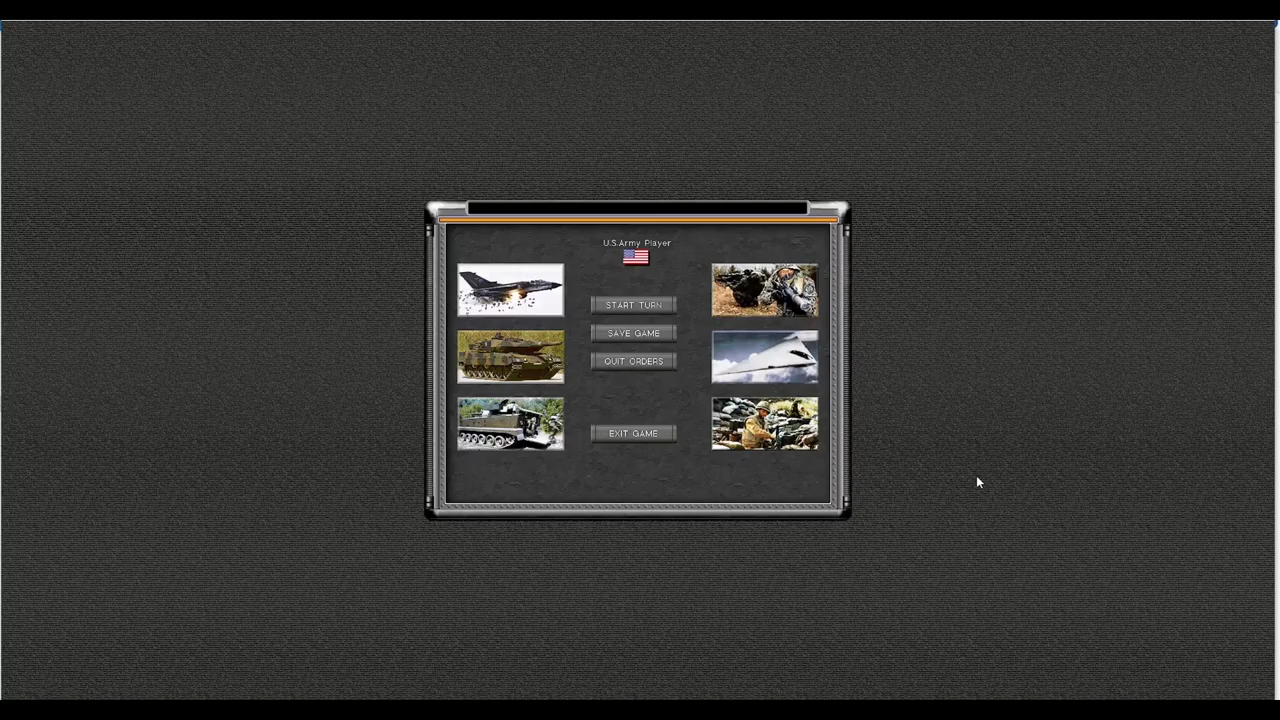 U.S.Army Player
START TURN
SAVE GAME
QUIT ORDERS
EXIT GAME